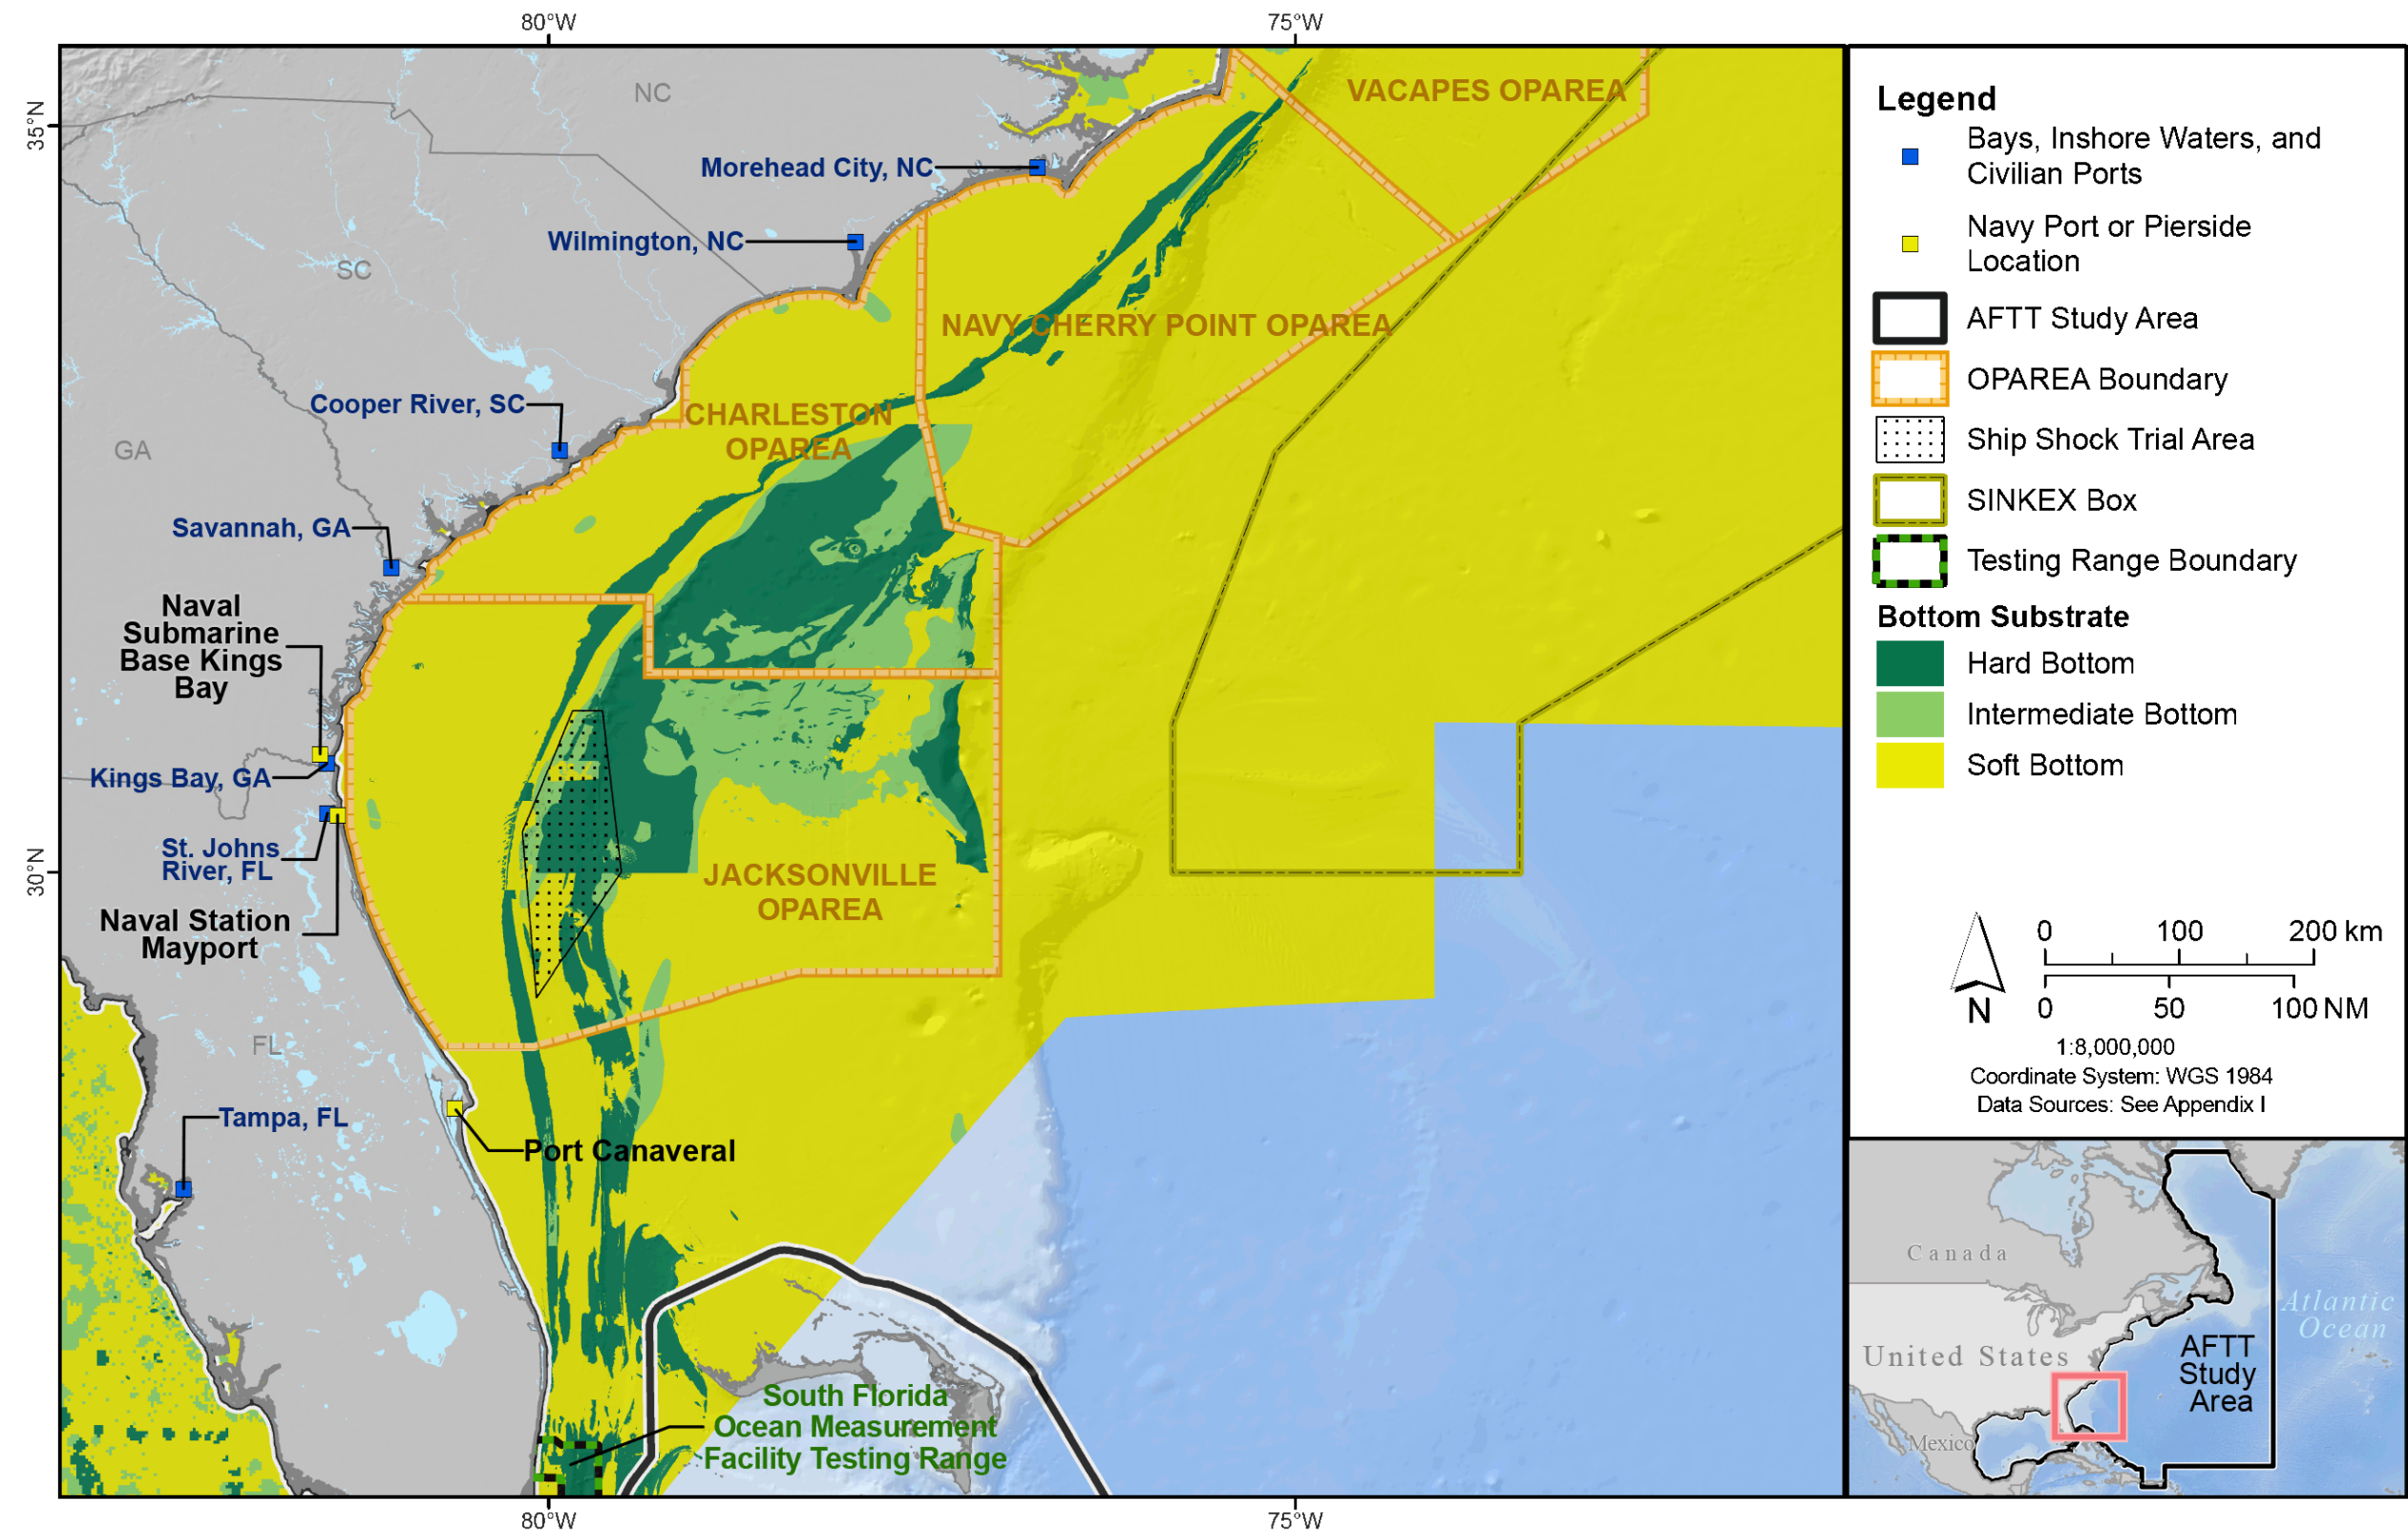 80°W
75°W
35°N
30°N
NC
SC
GA
FL
VACAPES OPAREA
Morehead City, NC
Wilmington, NC
NAVY CHERRY POINT OPAREA
Cooper River, SC
CHARLESTON
OPAREA
Savannah, GA
Naval
Submarine
Base Kings
Bay
Kings Bay, GA
St. Johns
River, FL
Naval Station
Mayport
JACKSONVILLE
OPAREA
Tampa, FL
Port Canaveral
South Florida
Ocean Measurement
Facility Testing Range
80°W
75°W
Legend
Bays, Inshore Waters, and
Civilian Ports
Navy Port or Pierside
Location
AFTT Study Area
OPAREA Boundary
Ship Shock Trial Area
SINKEX Box
Testing Range Boundary
Bottom Substrate
Hard Bottom
Intermediate Bottom
Soft Bottom
N
0 100 200 km
0 50 100 NM
1:8,000,000
Coordinate System: WGS 1984
Data Sources: See Appendix I
Canada
United States
Mexico
Atlantic
Ocean
AFTT
Study
Area